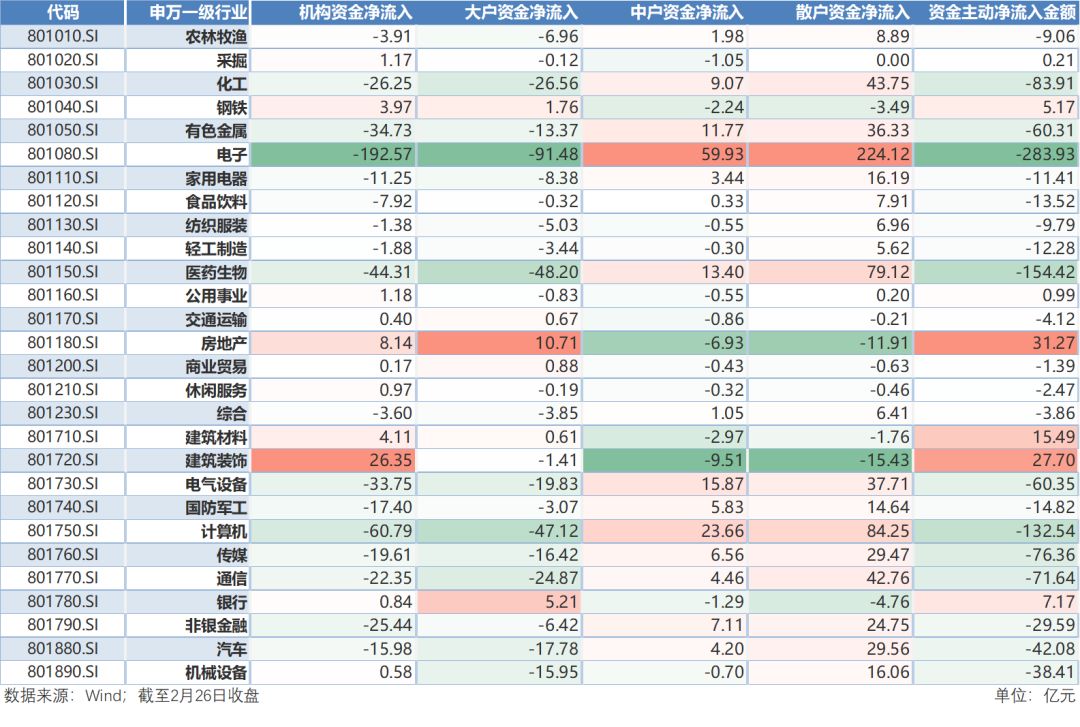 代码 申万一级行业 机构资金净流入 大户资金净流入 中户资金净流入 散户资金净流入 资金主动净流入金额
801010.SI 农林牧渔 -3.91 -6.96 1.98 8.89 -9.06
801020.SI 采掘 1.17 -0.12 -1.05 0.00 0.21
801030.SI 化工 -26.25 -26.56 9.07 43.75 -83.91
801040.SI 钢铁 3.97 1.76 -2.24 -3.49 5.17
801050.SI 有色金属 -34.73 -13.37 11.77 36.33 -60.31
801080.SI 电子 -192.57 -91.48 59.93 224.12 -283.93
801110.SI 家用电器 -11.25 -8.38 3.44 16.19 -11.41
801120.SI 食品饮料 -7.92 -0.32 0.33 7.91 -13.52
801130.SI 纺织服装 -1.38 -5.03 -0.55 6.96 -9.79
801140.SI 轻工制造 -1.88 -3.44 -0.30 5.62 -12.28
801150.SI 医药生物 -44.31 -48.20 13.40 79.12 -154.42
801160.SI 公用事业 1.18 -0.83 -0.55 0.20 0.99
801170.SI 交通运输 0.40 0.67 -0.86 -0.21 -4.12
801180.SI 房地产 8.14 10.71 -6.93 -11.91 31.27
801200.SI 商业贸易 0.17 0.88 -0.43 -0.63 -1.39
801210.SI 休闲服务 0.97 -0.19 -0.32 -0.46 -2.47
801230.SI 综合 -3.60 -3.85 1.05 6.41 -3.86
801710.SI 建筑材料 4.11 0.61 -2.97 -1.76 15.49
801720.SI 建筑装饰 26.35 -1.41 -9.51 -15.43 27.70
801730.SI 电气设备 -33.75 -19.83 15.87 37.71 -60.35
801740.SI 国防军工 -17.40 -3.07 5.83 14.64 -14.82
801750.SI 计算机 -60.79 -47.12 23.66 84.25 -132.54
801760.SI 传媒 -19.61 -16.42 6.56 29.47 -76.36
801770.SI 通信 -22.35 -24.87 4.46 42.76 -71.64
801780.SI 银行 0.84 5.21 -1.29 -4.76 7.17
801790.SI 非银金融 -25.44 -6.42 7.11 24.75 -29.59
801880.SI 汽车 -15.98 -17.78 4.20 29.56 -42.08
801890.SI 机械设备 0.58 -15.95 -0.70 16.06 -38.41
数据来源：Wind；截至2月26日收盘 单位：亿元